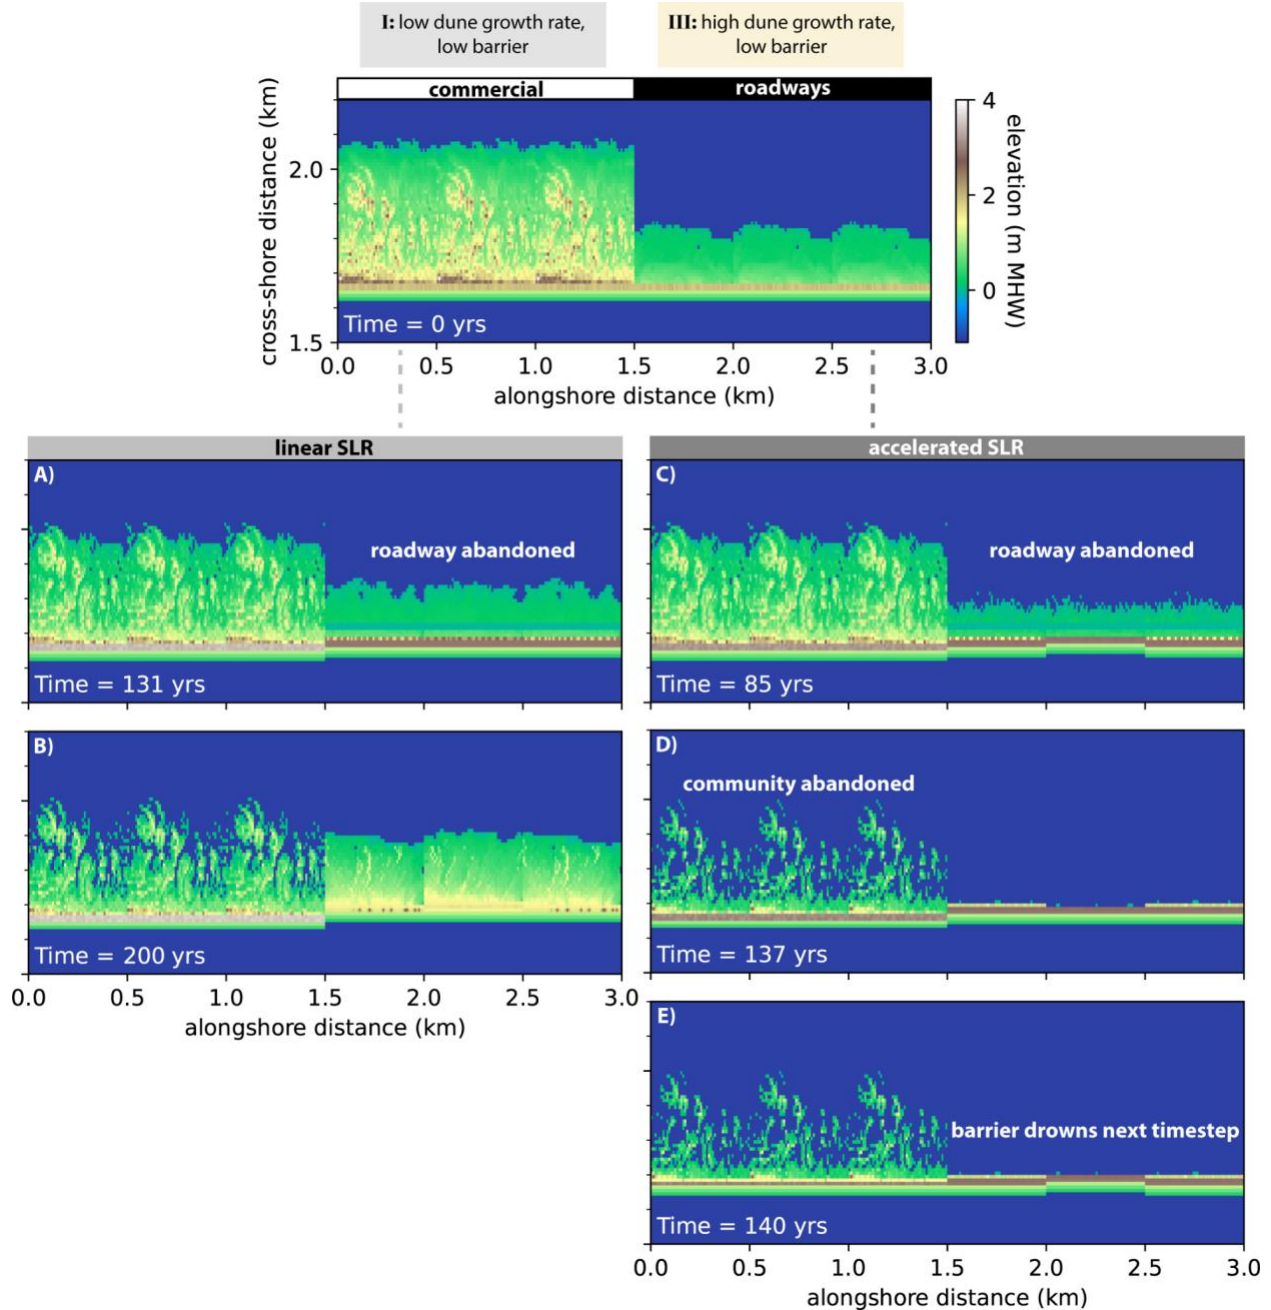 I: low dune growth rate,
low barrier
III: high dune growth rate,
low barrier
commercial
roadways
cross-shore distance (km)
2.0
1.5
Time = 0 yrs
0.0 0.5 1.0 1.5 2.0 2.5 3.0
alongshore distance (km)
4
2
0
elevation (m MHW)
linear SLR
A)
roadway abandoned
Time = 131 yrs
B)
Time = 200 yrs
0.0 0.5 1.0 1.5 2.0 2.5 3.0
alongshore distance (km)
accelerated SLR
C)
roadway abandoned
Time = 85 yrs
D)
community abandoned
Time = 137 yrs
E)
barrier drowns next timestep
Time = 140 yrs
0.0 0.5 1.0 1.5 2.0 2.5 3.0
alongshore distance (km)